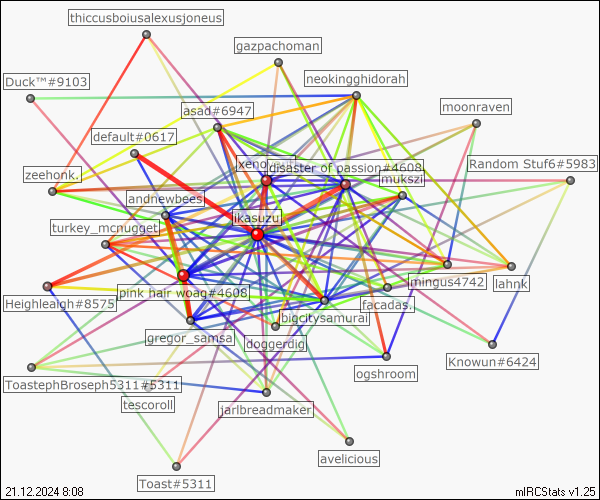 thiccusboiusalexusjoneus
gazpachoman
neokingghidorah
Duck™#9103
moonraven
asad#6947
default#0617
Random Stuf6#5983
disaster of passion#4608
zeehonk.
mukszi
andnewbees
jikasuzu
turkey_mcnugget
mingus4742
lahnk
pink hair woag#4608
Heighleaigh#8575
facadas.
bigcitysamurai
gregor_samsa
doggerdig
Knowun#6424
ogshroom
ToastephBroseph5311#5311
tescoroll
jarlbreadmaker
avelicious
Toast#5311
21.12.2024 8:08
mIRCStats v1.25